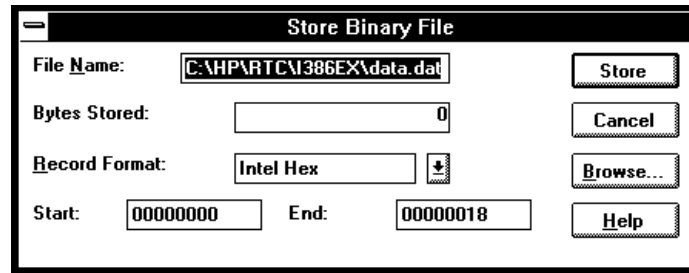 Store Binary File
File Name: C:\HP\RTC\I386EX\data.dat Store
Bytes Stored: 0 Cancel
Record Format: Intel Hex Browse...
Start: 00000000 End: 00000018 Help